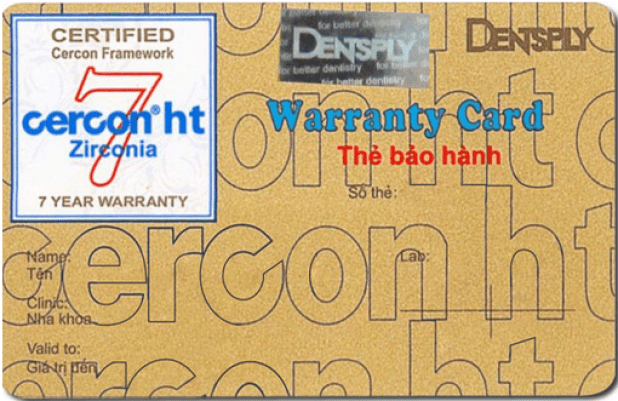 CERTIFIED
Cercon Framework
7
cercon® ht
Zirconia
7 YEAR WARRANTY
for better dentistry
DENTSPLY
for better dentistry
for better dentistry
DENTSPLY
Warranty Card
Thẻ bảo hành
Số thẻ:
cercon ht
Name:
Tên
Lab:
Clinic:
Nha khoa
Valid to:
Giá trị đến
cercon ht